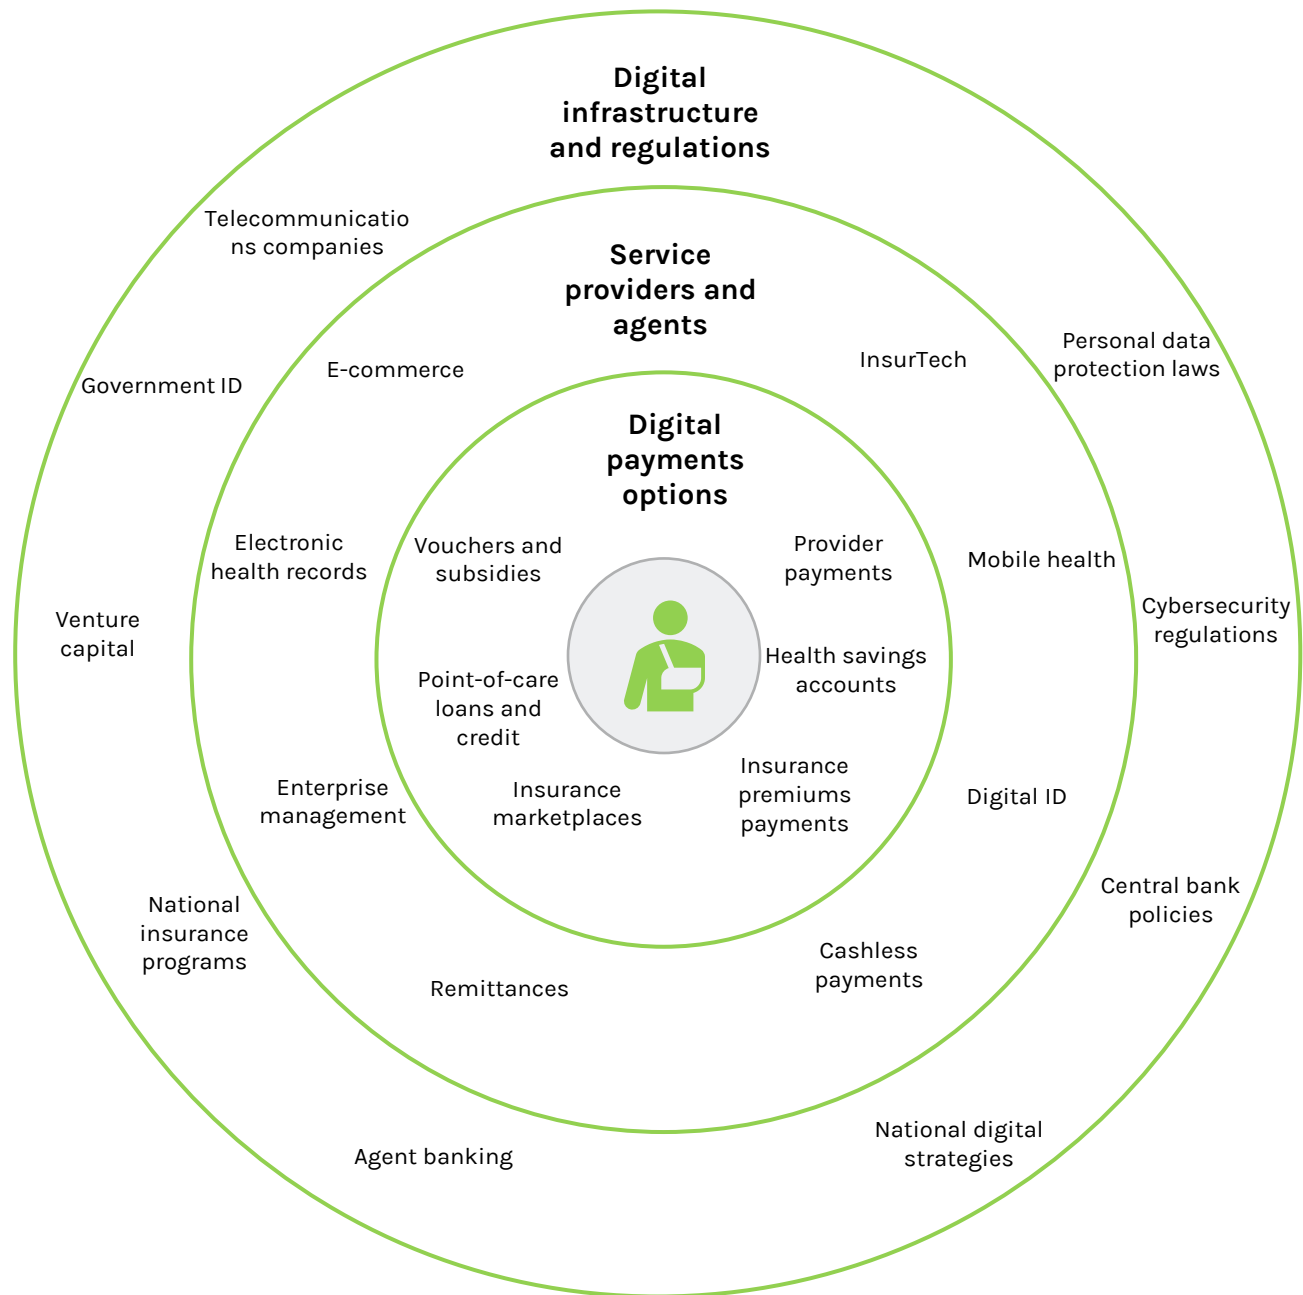 Digital
infrastructure
and regulations
Telecommunicatio
ns companies
Service
providers and
agents
Personal data
protection laws
InsurTech
E-commerce
Government ID
Digital
payments
options
Electronic
health records
Vouchers and
subsidies
Provider
payments
Mobile health
Cybersecurity
regulations
Venture
capital
Health savings
accounts
Point-of-care
loans and
credit
Insurance
premiums
payments
Insurance
marketplaces
Enterprise
management
Digital ID
Central bank
policies
National
insurance
programs
Cashless
payments
Remittances
National digital
strategies
Agent banking